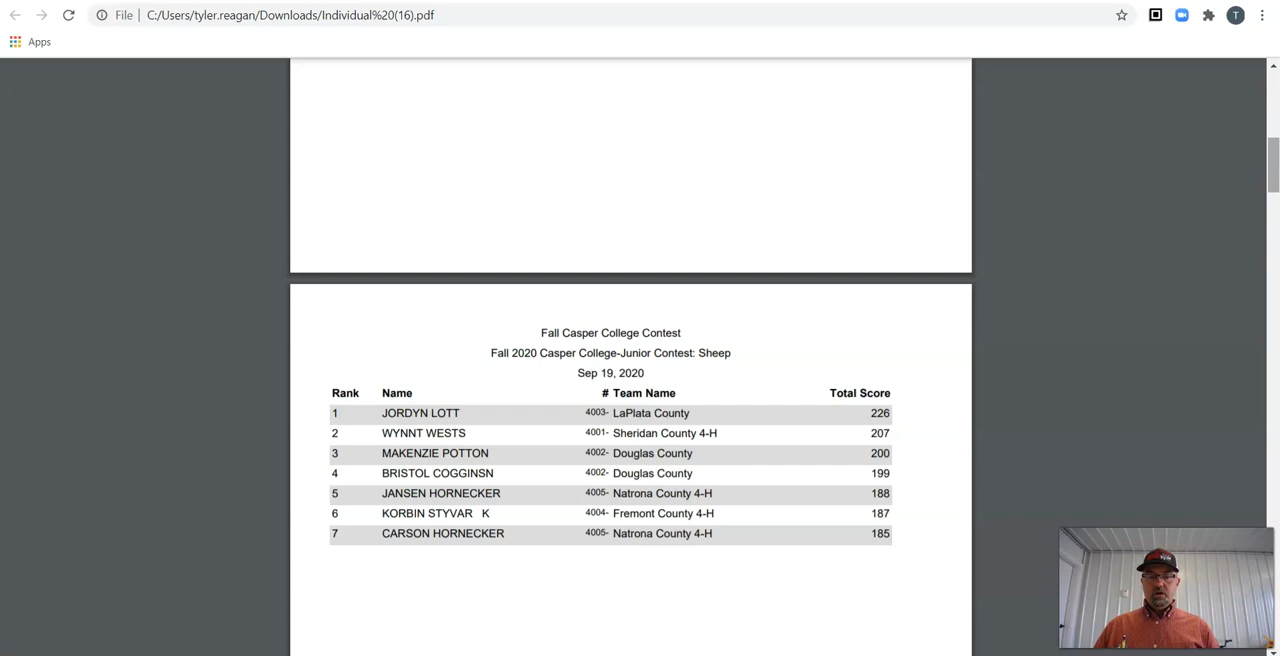 File C:/Users/tyler.reagan/Downloads/Individual%20(16).pdf
T
Apps
Fall Casper College Contest
Fall 2020 Casper College-Junior Contest: Sheep
Sep 19, 2020
Rank Name # Team Name Total Score
1 JORDYN LOTT 4003- LaPlata County 226
2 WYNNT WESTS 4001- Sheridan County 4-H 207
3 MAKENZIE POTTON 4002- Douglas County 200
4 BRISTOL COGGINSN 4002- Douglas County 199
5 JANSEN HORNECKER 4005- Natrona County 4-H 188
6 KORBIN STYVAR K 4004- Fremont County 4-H 187
7 CARSON HORNECKER 4005- Natrona County 4-H 185